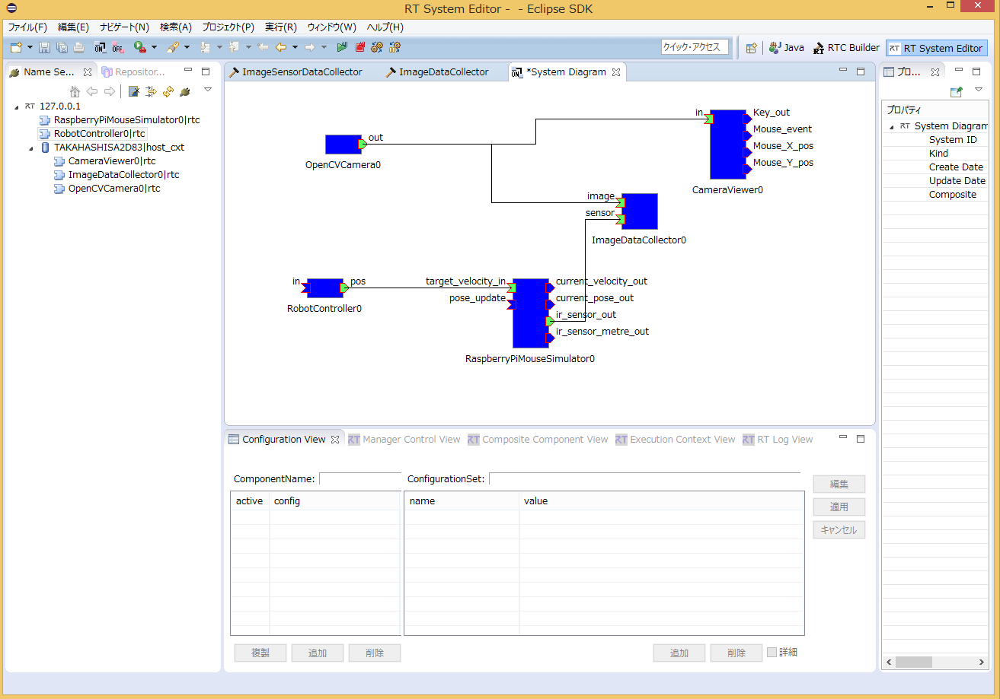 RT System Editor -  - Eclipse SDK
ファイル(F) 編集(E) ナビゲート(N) 検索(A) プロジェクト(P) 実行(R) ウィンドウ(W) ヘルプ(H)
ON OFF クイック・アクセス Java RTC Builder RT System Editor
Name Se... Repositor...
127.0.0.1
RaspberryPiMouseSimulator0|rtc
RobotController0|rtc
TAKAHASHISA2D83|host_cxt
CameraViewer0|rtc
ImageDataCollector0|rtc
OpenCVCamera0|rtc
ImageSensorDataCollector ImageDataCollector *System Diagram
out
OpenCVCamera0
in Key_out
Mouse_event
Mouse_X_pos
Mouse_Y_pos
CameraViewer0
image
sensor
ImageDataCollector0
in pos
RobotController0
target_velocity_in current_velocity_out
pose_update current_pose_out
ir_sensor_out
ir_sensor_metre_out
RaspberryPiMouseSimulator0
Configuration View Manager Control View Composite Component View Execution Context View RT Log View
ComponentName: ConfigurationSet:
active config name value
編集
適用
キャンセル
複製 追加 削除 追加 削除 詳細
プロ...
プロパティ
System Diagram
System ID
Kind
Create Date
Update Date
Composite